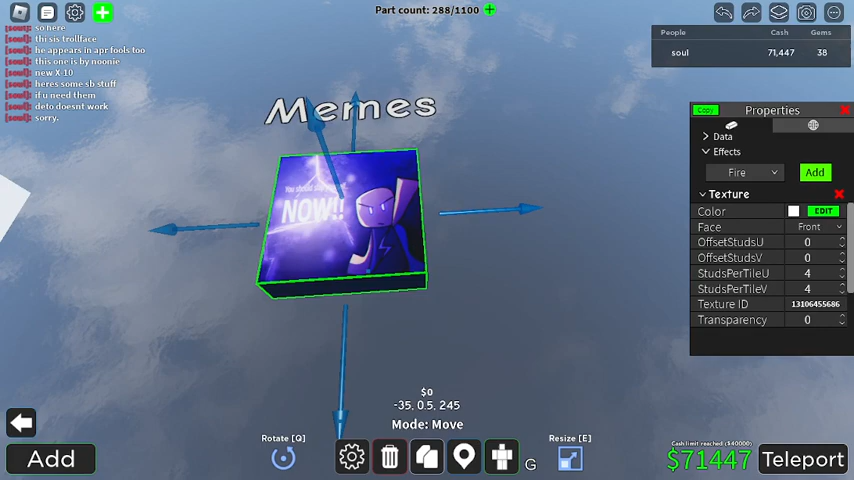 Part count: 288/1100
[soul]: so here
[soul]: thi sis trollface
[soul]: he appears in apr fools too
[soul]: this one is by noonie
[soul]: new X 10
[soul]: heres some sb stuff
[soul]: if u need them
[soul]: deto doesnt work
[soul]: sorry.
People Cash Gems
soul 71,447 38
Memes
NOW!!
Copy Properties
Data
Effects
Fire Add
Texture
Color EDIT
Face Front
OffsetStudsU 0
OffsetStudsV 0
StudsPerTileU 4
StudsPerTileV 4
Texture ID 13106455686
Transparency 0
$0
-35, 0.5, 245
Mode: Move
Rotate [Q]
Resize [E]
G
Add
Cash limit reached ($40000)
$71447
Teleport